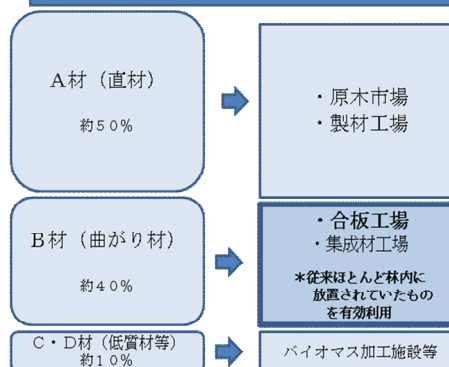 A材（直材）
約50％
・原木市場
・製材工場
B材（曲がり材）
約40％
・合板工場
・集成材工場
＊従来ほとんど林内に
放置されていたもの
を有効利用
C・D材（低質材等）
約10％
バイオマス加工施設等